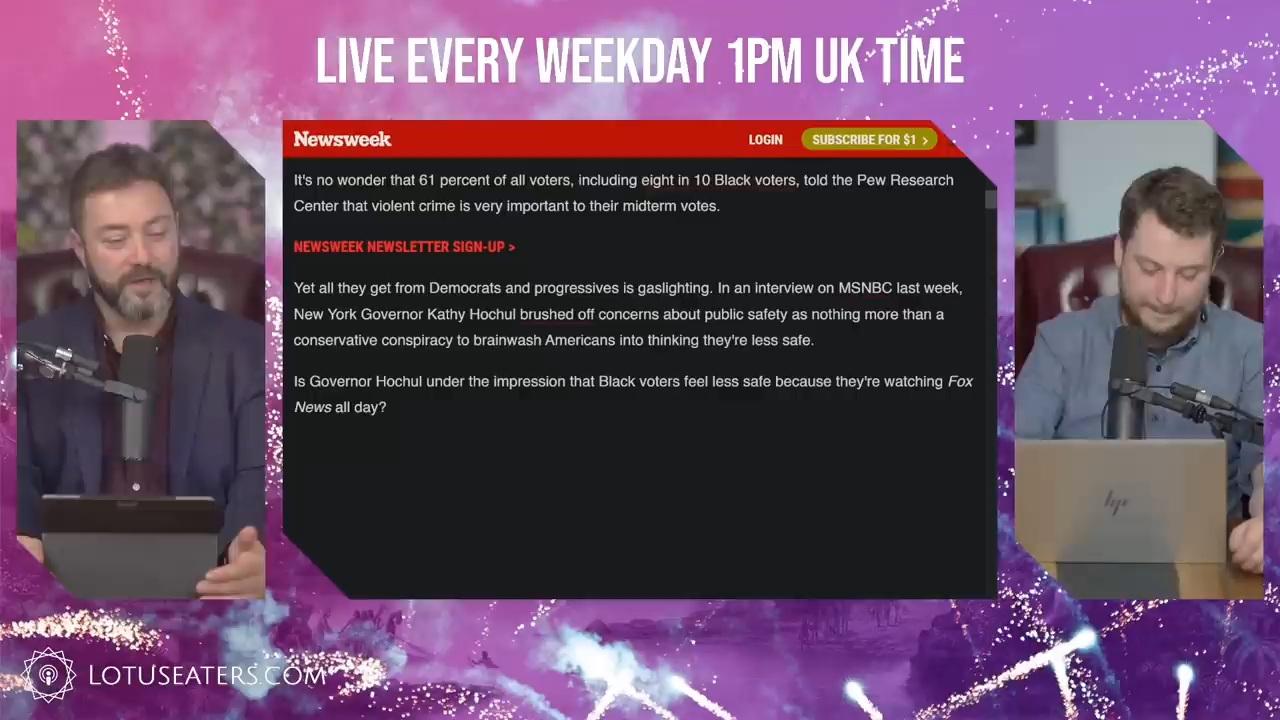 LIVE EVERY WEEKDAY 1PM UK TIME
Newsweek
LOGIN
SUBSCRIBE FOR $1 >
It's no wonder that 61 percent of all voters, including eight in 10 Black voters, told the Pew Research
Center that violent crime is very important to their midterm votes.
NEWSWEEK NEWSLETTER SIGN-UP >
Yet all they get from Democrats and progressives is gaslighting. In an interview on MSNBC last week,
New York Governor Kathy Hochul brushed off concerns about public safety as nothing more than a
conservative conspiracy to brainwash Americans into thinking they're less safe.
Is Governor Hochul under the impression that Black voters feel less safe because they're watching Fox
News all day?
hp
LOTUSEATERS.COM